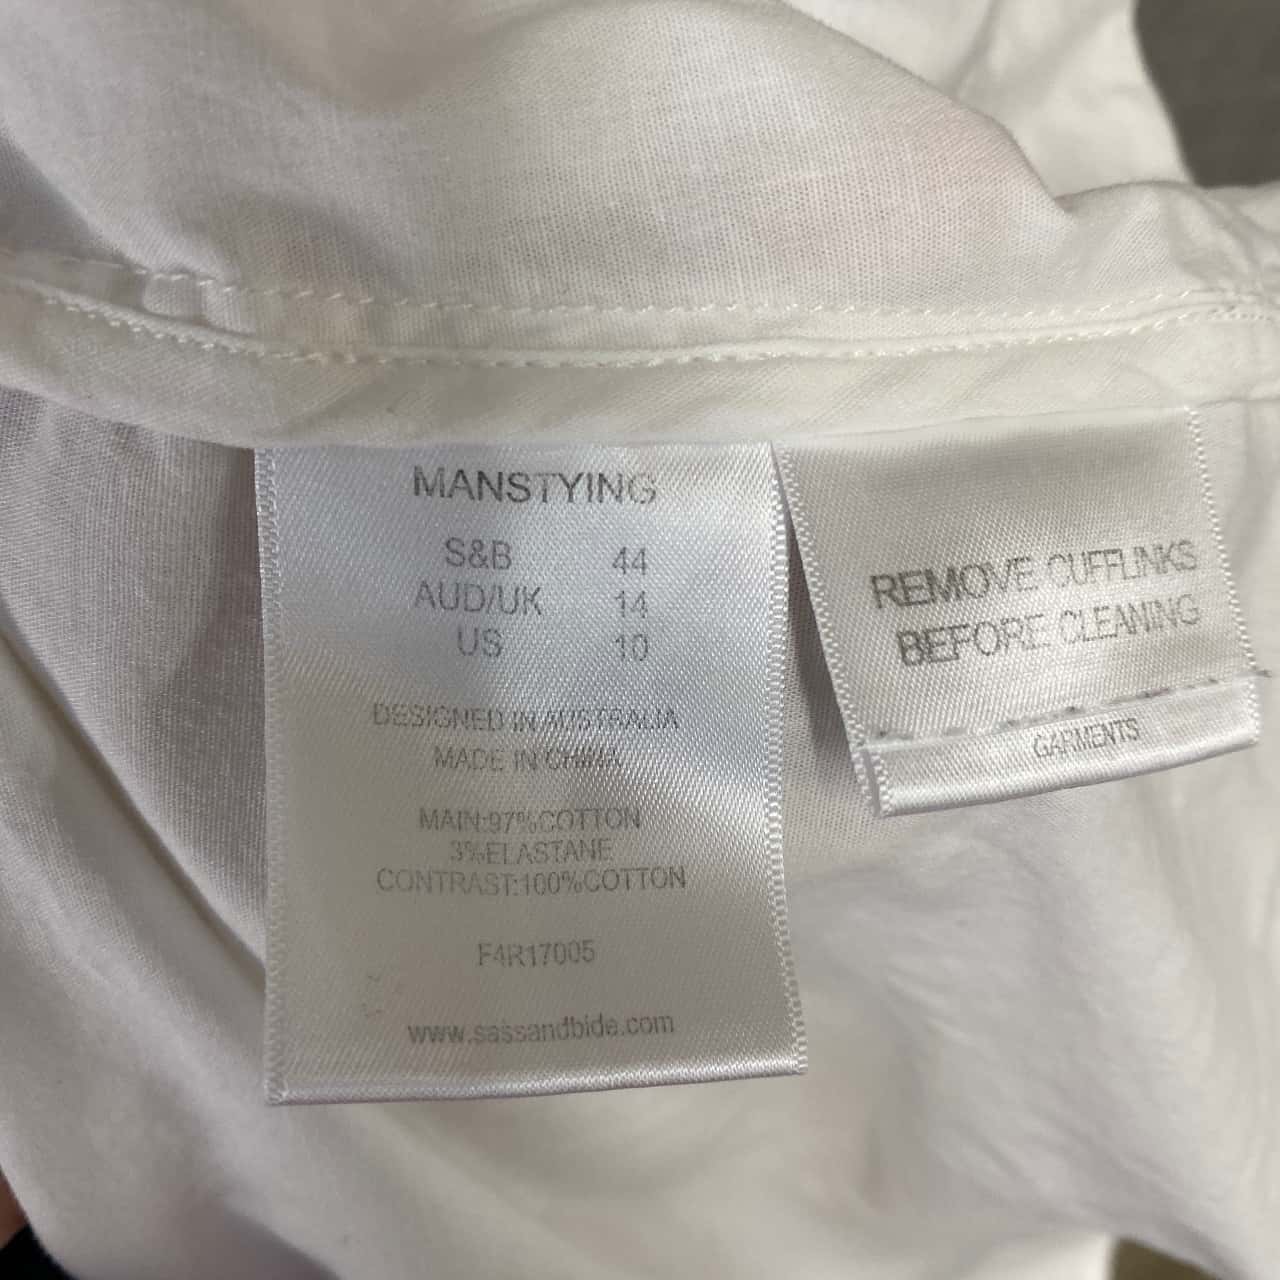 MANSTYING
S&B 44
AUD/UK 14
US 10
DESIGNED IN AUSTRALIA
MADE IN CHINA
MAIN:97%COTTON
3%ELASTANE
CONTRAST:100%COTTON
F4R17005
www.sassandbide.com
REMOVE CUFFLINKS
BEFORE CLEANING
GARMENTS